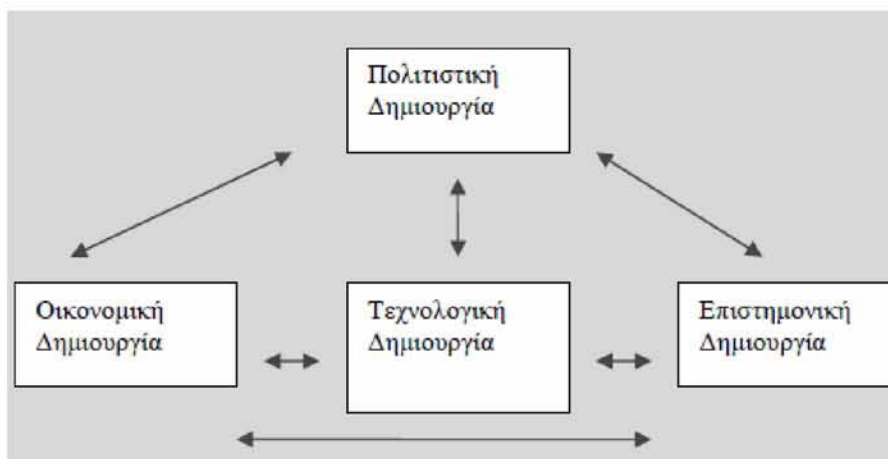 Πολιτιστική
Δημιουργία
Οικονομική
Δημιουργία
Τεχνολογική
Δημιουργία
Επιστημονική
Δημιουργία